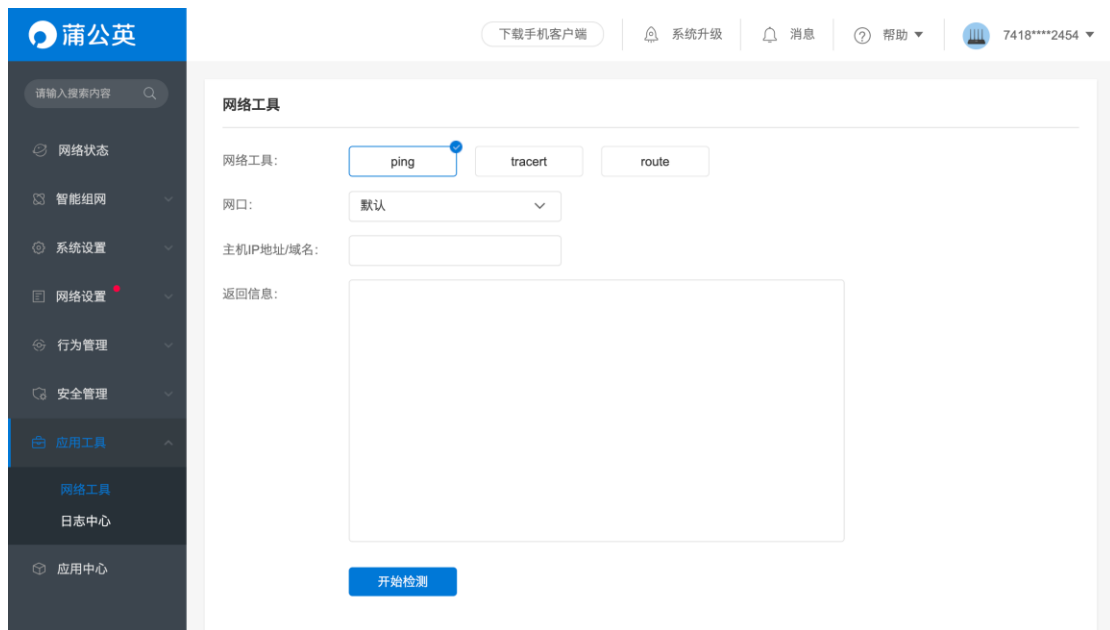 蒲公英
下载手机客户端
系统升级
消息
帮助
7418****2454
请输入搜索内容
网络状态
智能组网
系统设置
网络设置
行为管理
安全管理
应用工具
网络工具
日志中心
应用中心
网络工具
网络工具: ping tracert route
网口: 默认
主机IP地址/域名:
返回信息:
开始检测